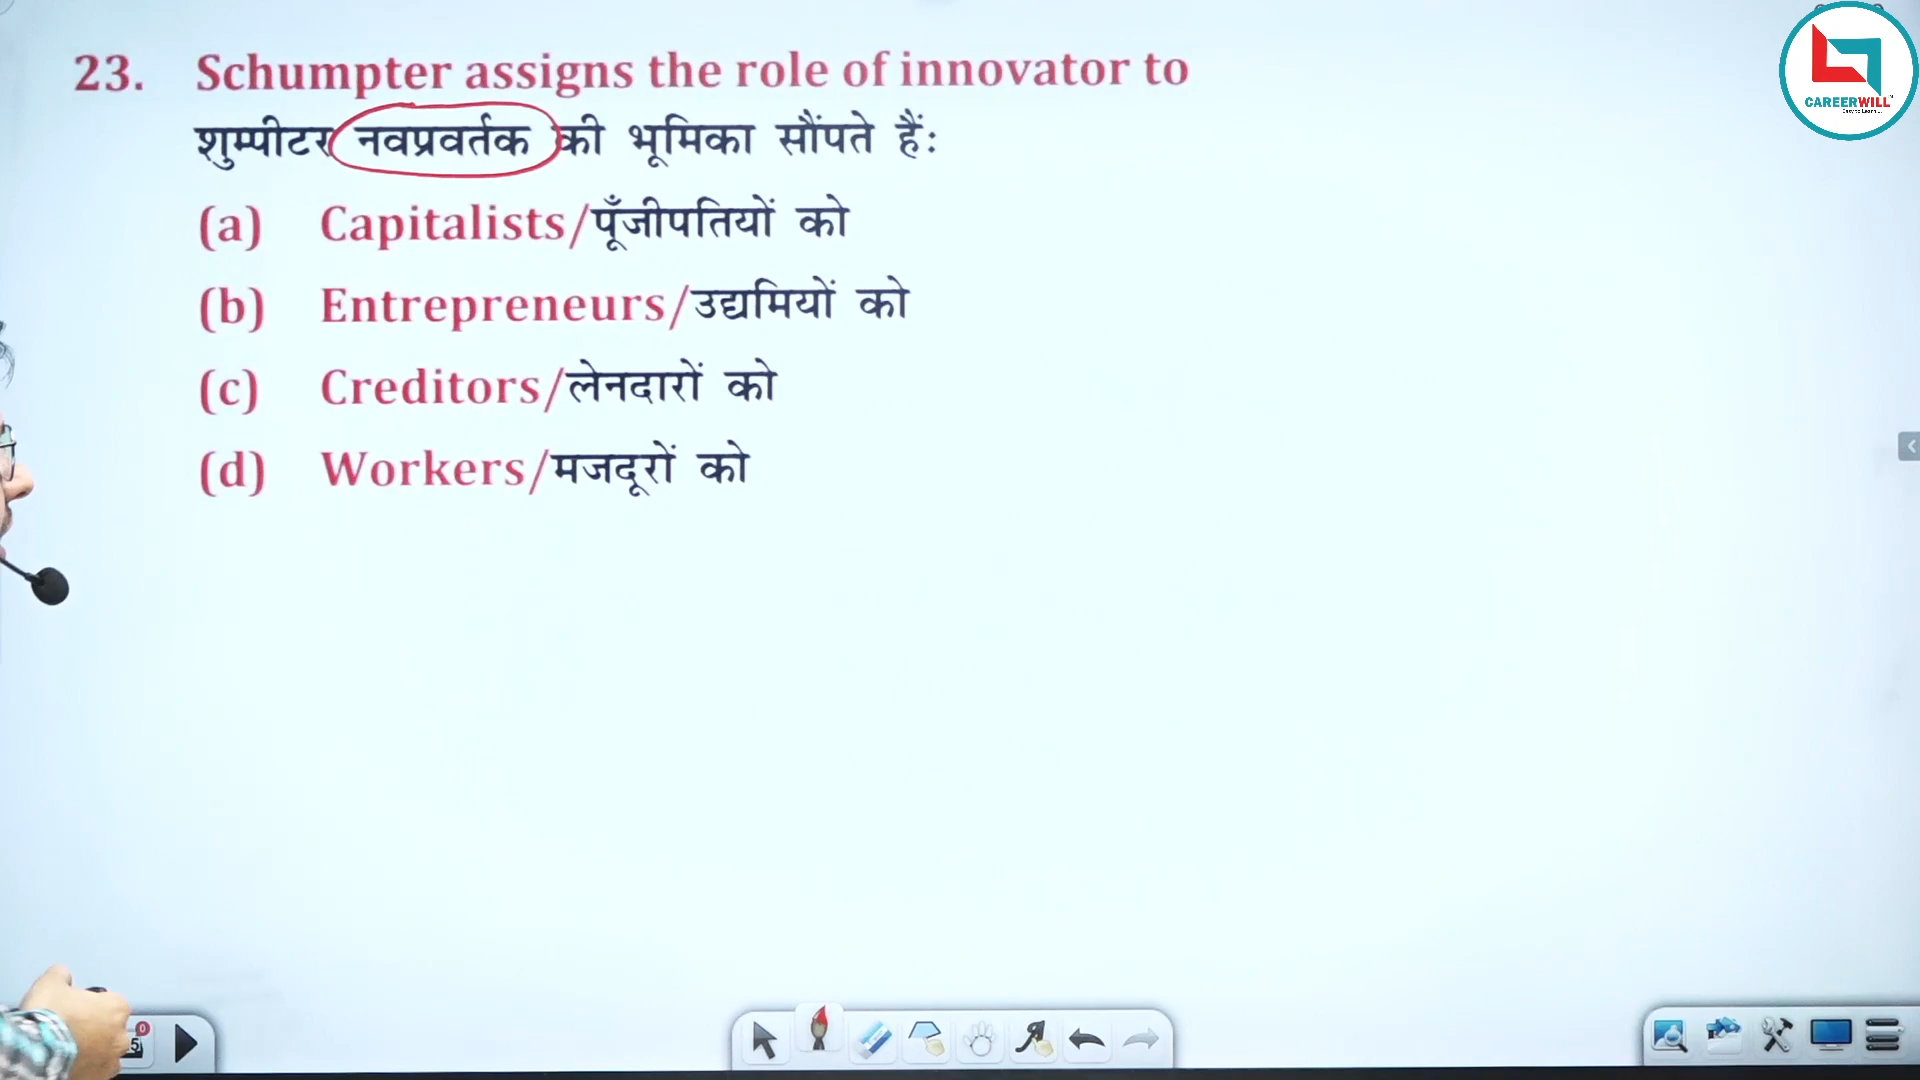 23. Schumpter assigns the role of innovator to
शुम्पीटर नवप्रवर्तक की भूमिका सौंपते हैं:
(a) Capitalists/पूँजीपतियों को
(b) Entrepreneurs/उद्यमियों को
(c) Creditors/लेनदारों को
(d) Workers/मजदूरों को
CAREERWILL